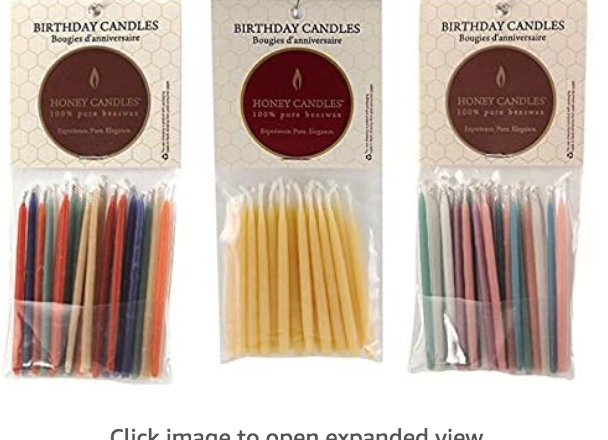 BIRTHDAY CANDLES
Bougies d'anniversaire
HONEY CANDLES®
100% pure beeswax
Experience. Pure. Elegance.
BIRTHDAY CANDLES
Bougies d'anniversaire
HONEY CANDLES®
100% pure beeswax
Experience. Pure. Elegance.
BIRTHDAY CANDLES
Bougies d'anniversaire
HONEY CANDLES®
100% pure beeswax
Experience. Pure. Elegance.
Click image to open expanded view